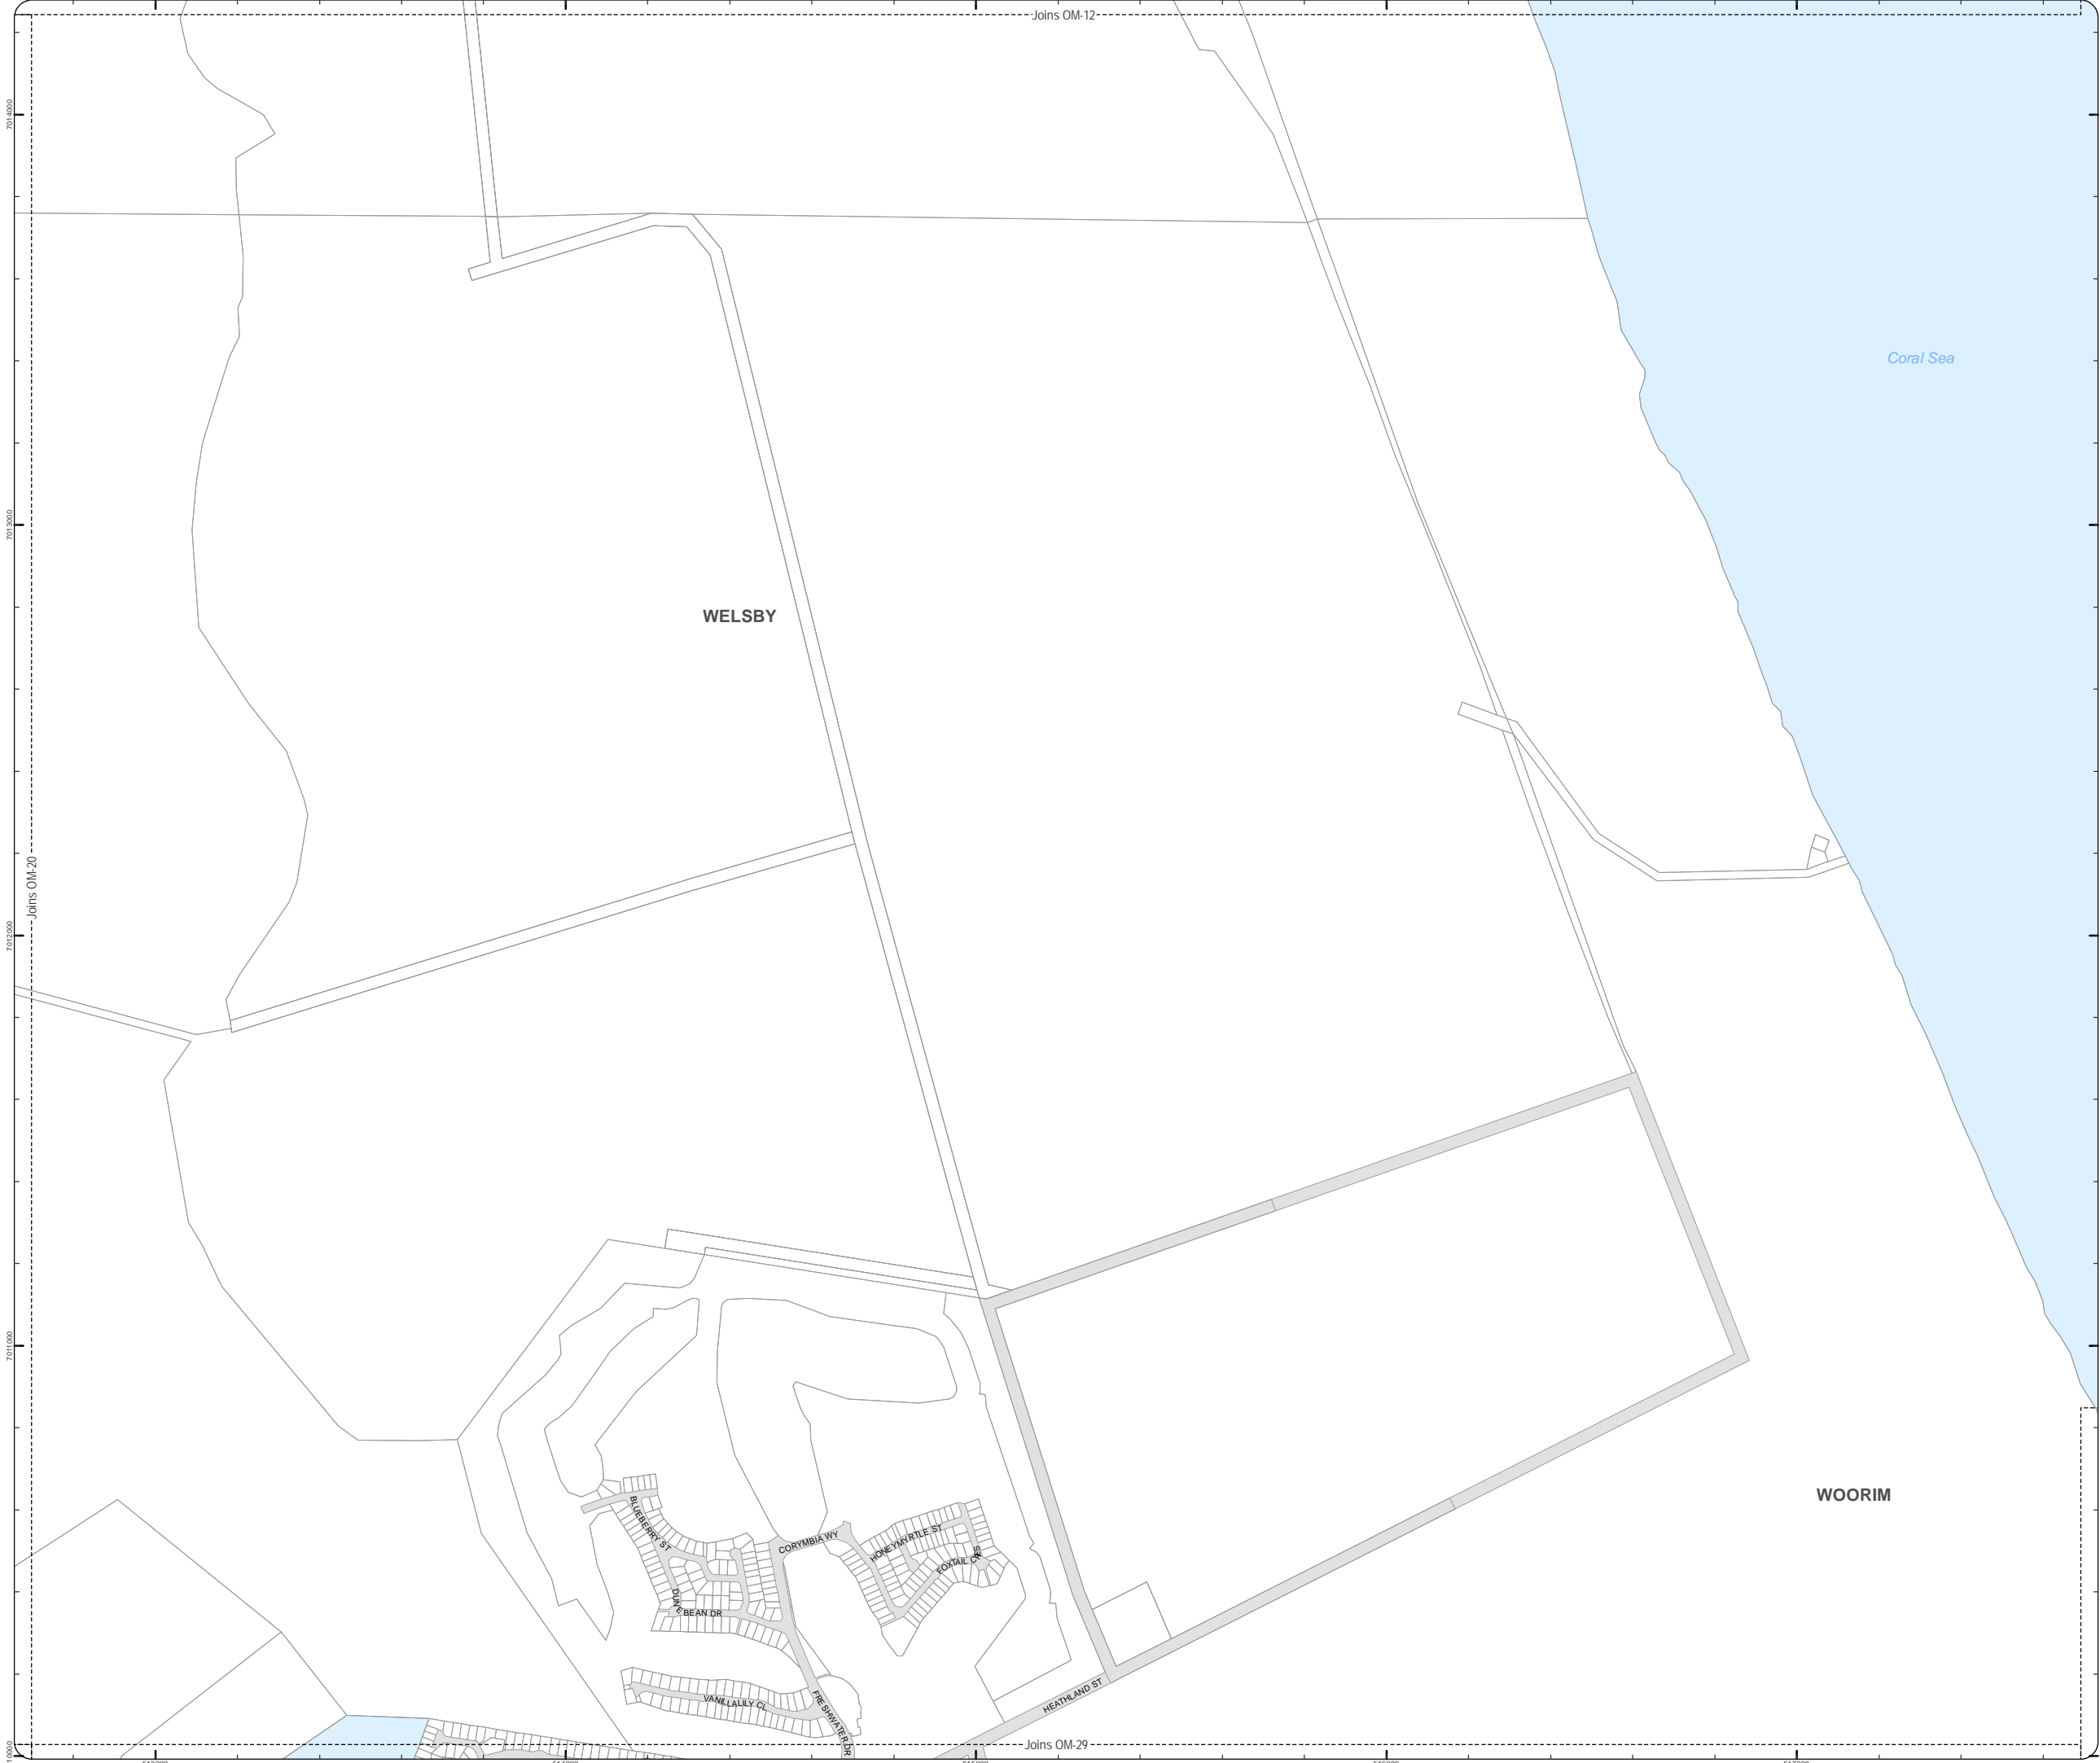 Joins OM-12
7014000
Coral Sea
7013000
WELSBY
Joins OM-20
7012000
7011000
WOORIM
BLUEBERRY ST
CORYMBIA WY
HONEYMYRTLE ST
FOXTAIL CRES
DUNE BEAN DR
VANILLALILY CL
FRESHWATER DR
HEATHLAND ST
Joins OM-29